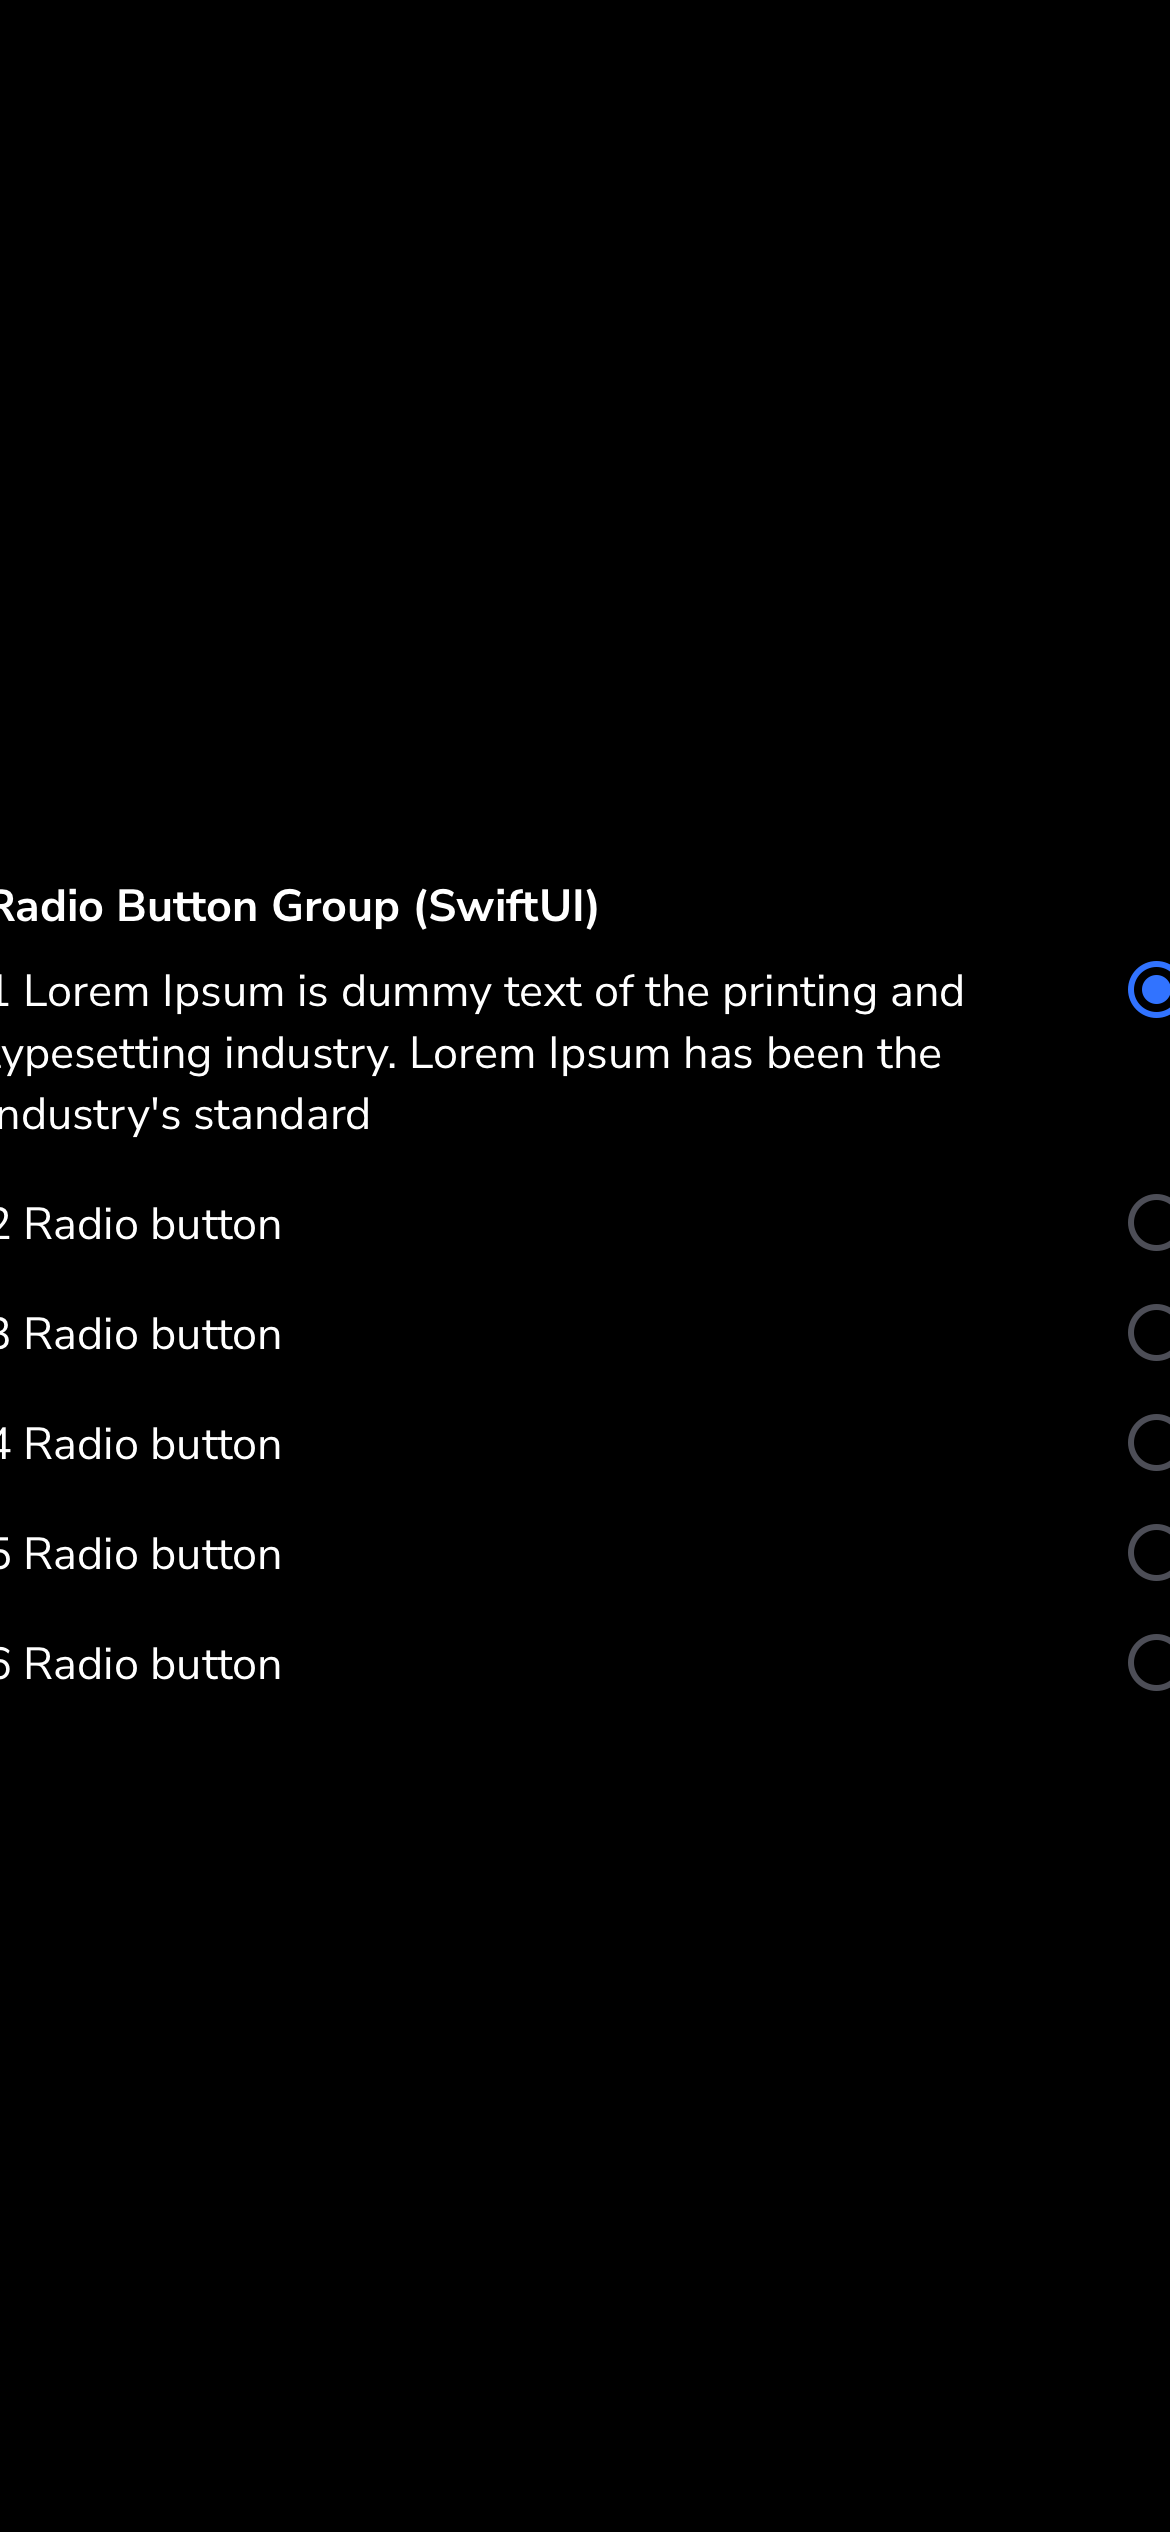 Radio Button Group (SwiftUI)
1 Lorem Ipsum is dummy text of the printing and
typesetting industry. Lorem Ipsum has been the
industry's standard
2 Radio button
3 Radio button
4 Radio button
5 Radio button
6 Radio button